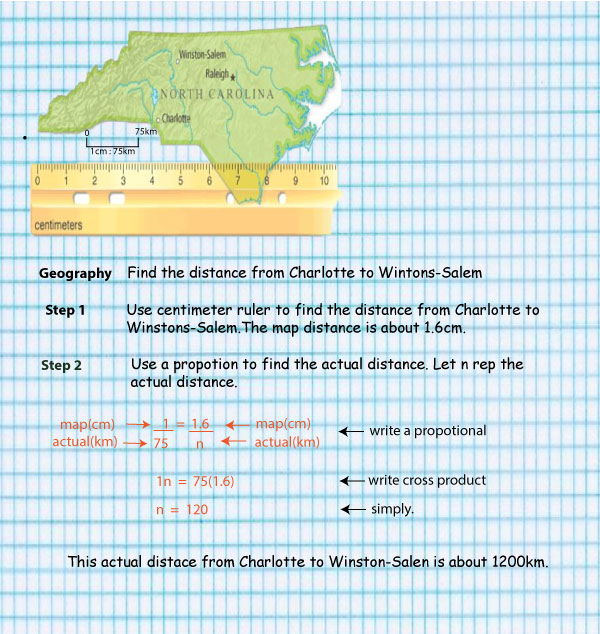 Winston-Salem
Raleigh
NORTH CAROLINA
Charlotte
0 75km
1cm : 75km
0 1 2 3 4 5 6 7 8 9 10
centimeters
Geography Find the distance from Charlotte to Wintons-Salem
Step 1 Use centimeter ruler to find the distance from Charlotte to
Winstons-Salem.The map distance is about 1.6cm.
Step 2 Use a propotion to find the actual distance. Let n rep the
actual distance.
map(cm) → 1 = 1.6 ← map(cm)
actual(km) → 75 n ← actual(km)
← write a propotional
1n = 75(1.6) ← write cross product
n = 120 ← simply.
This actual distace from Charlotte to Winston-Salen is about 1200km.